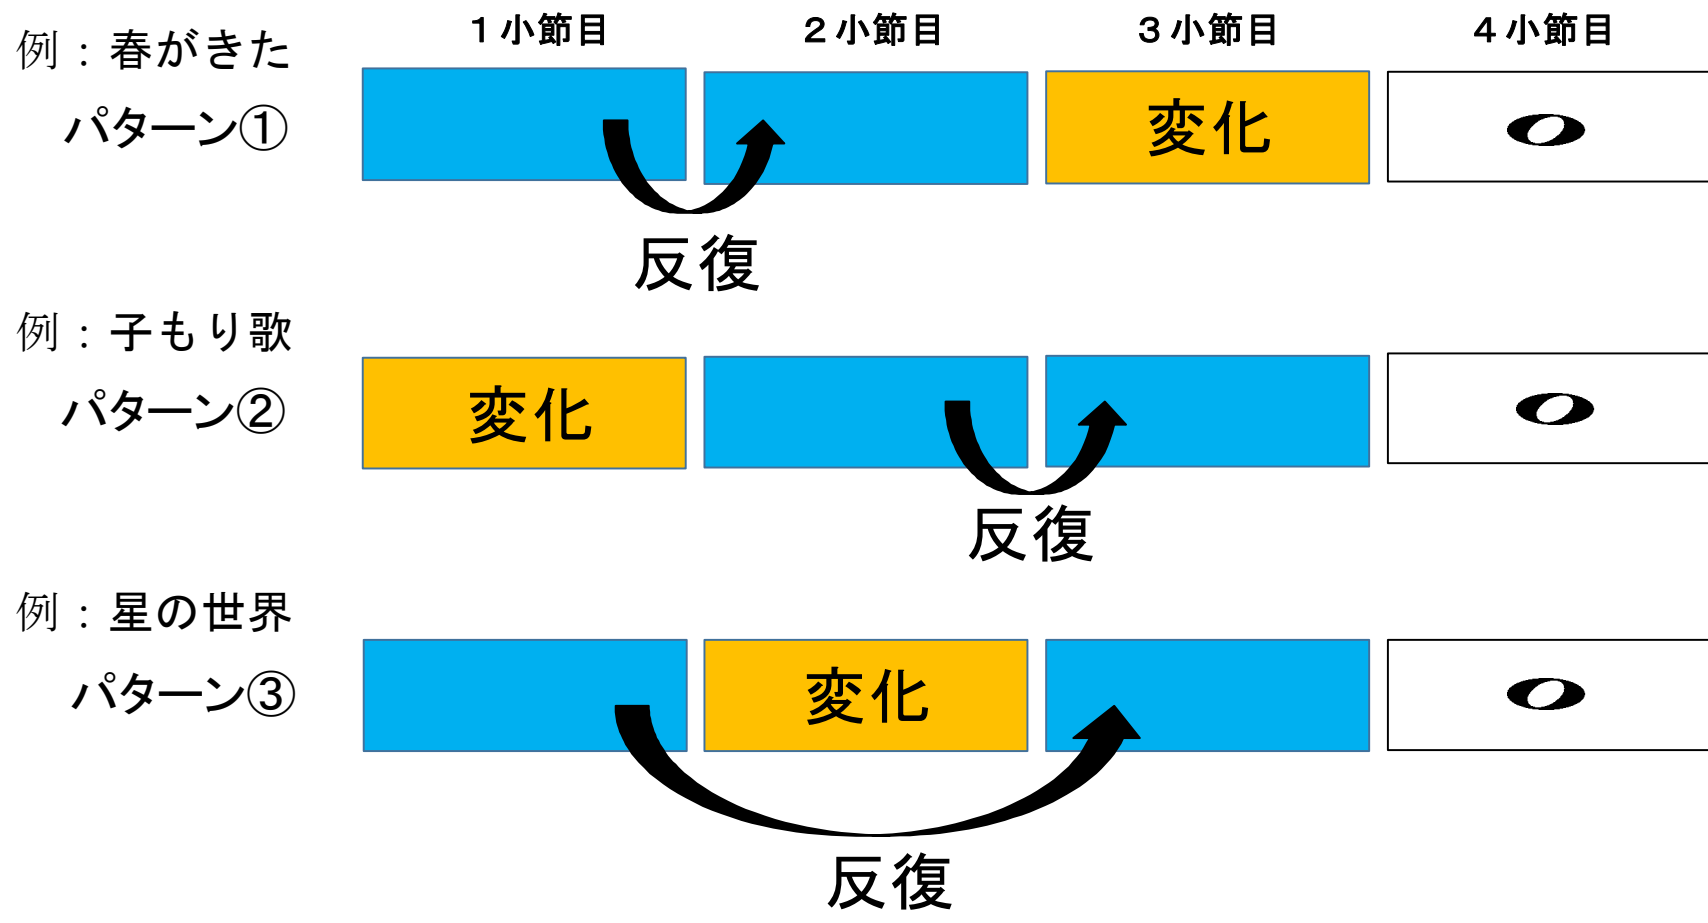 １小節目 ２小節目 ３小節目 ４小節目
例：春がきた
パターン①
変化
反復
例：子もり歌
パターン②
変化
反復
例：星の世界
パターン③
変化
反復